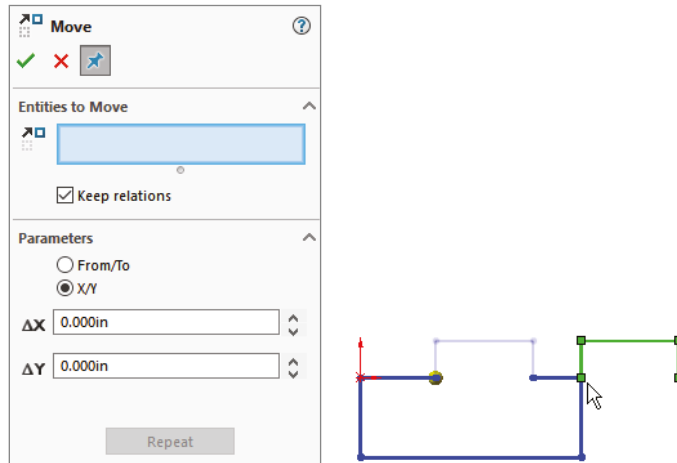 Move
Entities to Move
Keep relations
Parameters
From/To
X/Y
ΔX 0.000in
ΔY 0.000in
Repeat